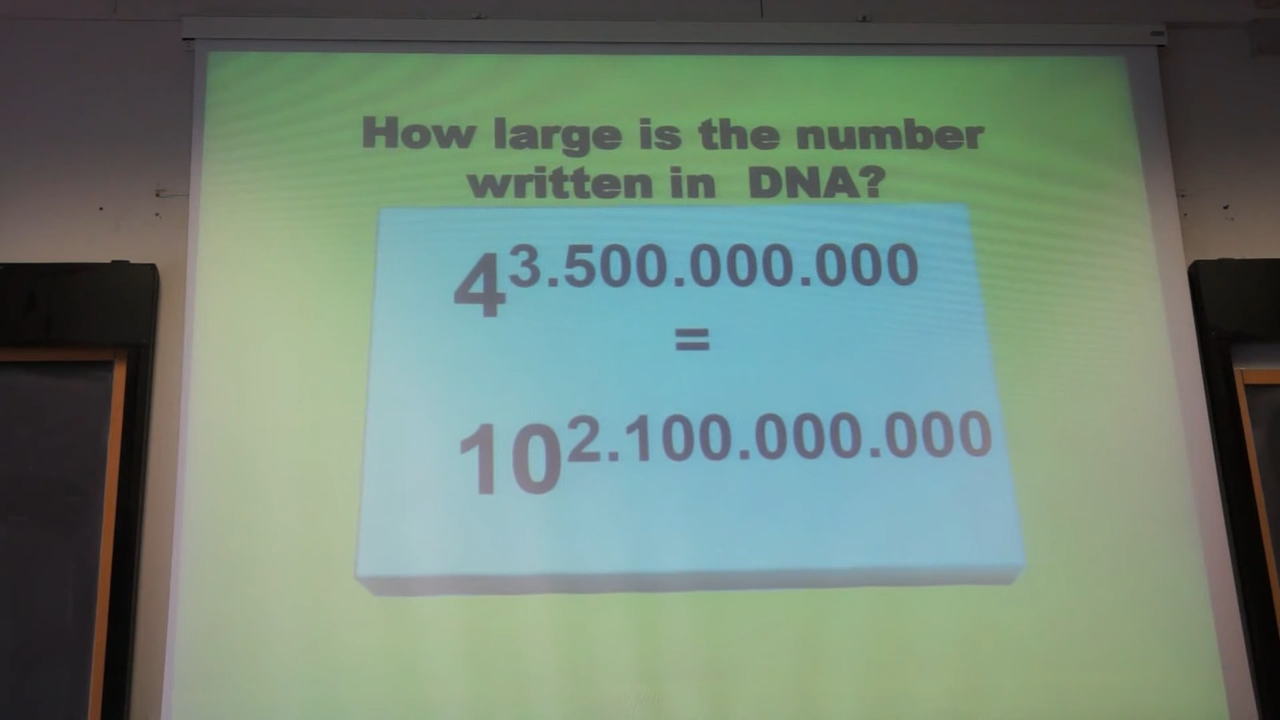 How large is the number
written in DNA?
4^3.500.000.000
=
10^2.100.000.000